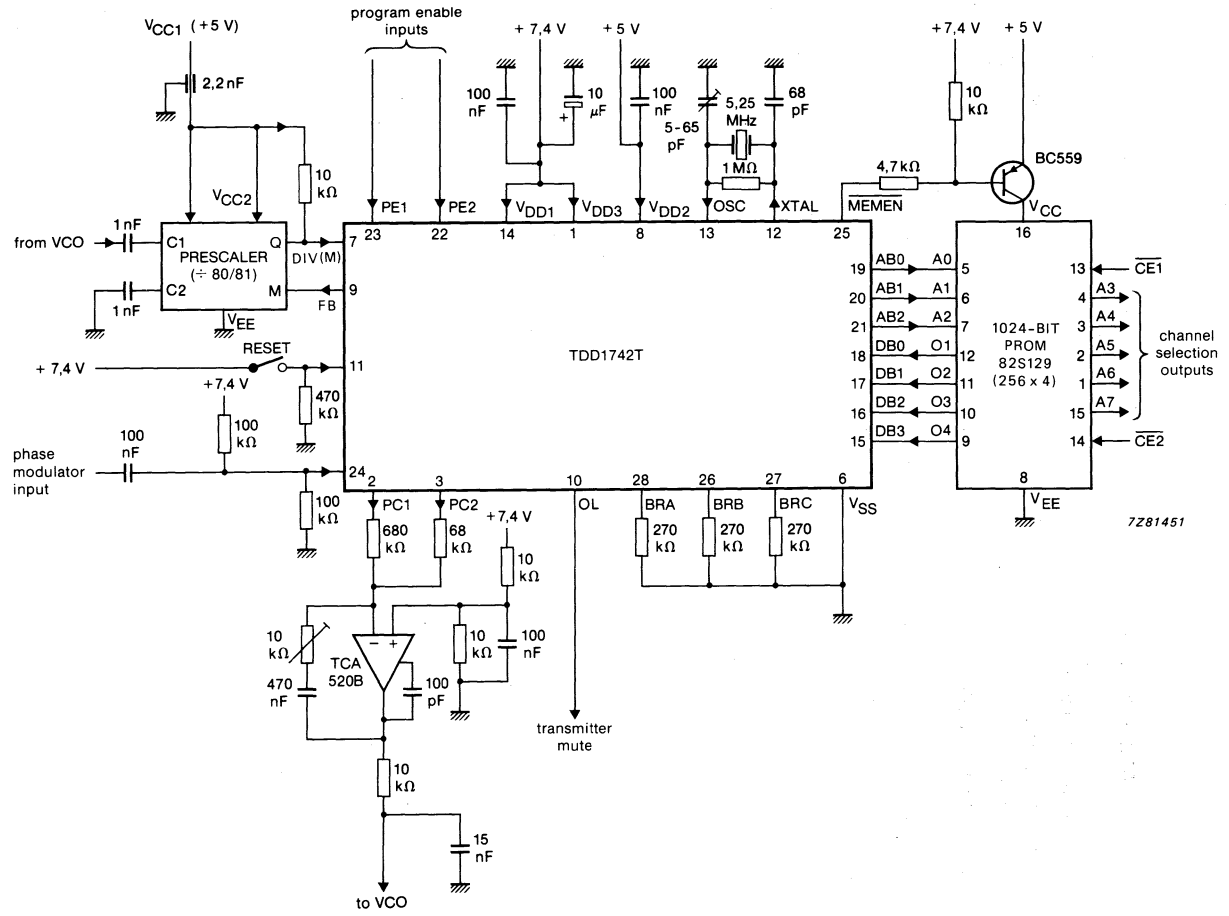 program enable
inputs
VCC1 (+5 V)
2,2 nF
+ 7,4 V
+ 5 V
100
nF
10
µF
+
100
nF
5-65
pF
5,25
MHz
1 MΩ
68
pF
+ 7,4 V
+ 5 V
10
kΩ
4,7 kΩ
BC559
VCC2
10
kΩ
PE1
PE2
VDD1
VDD3
VDD2
OSC
XTAL
MEMEN
VCC
23
22
14
1
8
13
12
25
16
from VCO
1 nF
C1
Q
PRESCALER
(÷ 80/81)
C2
M
1 nF
VEE
DIV (M)
7
FB
9
RESET
+ 7,4 V
11
470
kΩ
+7,4 V
100
kΩ
100
nF
phase
modulator
input
24
100
kΩ
TDD1742T
19 AB0 A0 5
20 AB1 A1 6
21 AB2 A2 7
18 DB0 O1 12
17 DB1 O2 11
16 DB2 O3 10
15 DB3 O4 9
1024-BIT
PROM
82S129
(256 x 4)
13 CE1
4 A3
3 A4
2 A5
1 A6
15 A7
14 CE2
channel
selection
outputs
8
VEE
7Z81451
2
3
10
28
26
27
6
PC1
PC2
OL
BRA
BRB
BRC
VSS
680
kΩ
68
kΩ
+7,4 V
10
kΩ
270
kΩ
270
kΩ
270
kΩ
10
kΩ
470
nF
− +
TCA
520B
100
pF
10
kΩ
100
nF
transmitter
mute
10
kΩ
15
nF
to VCO